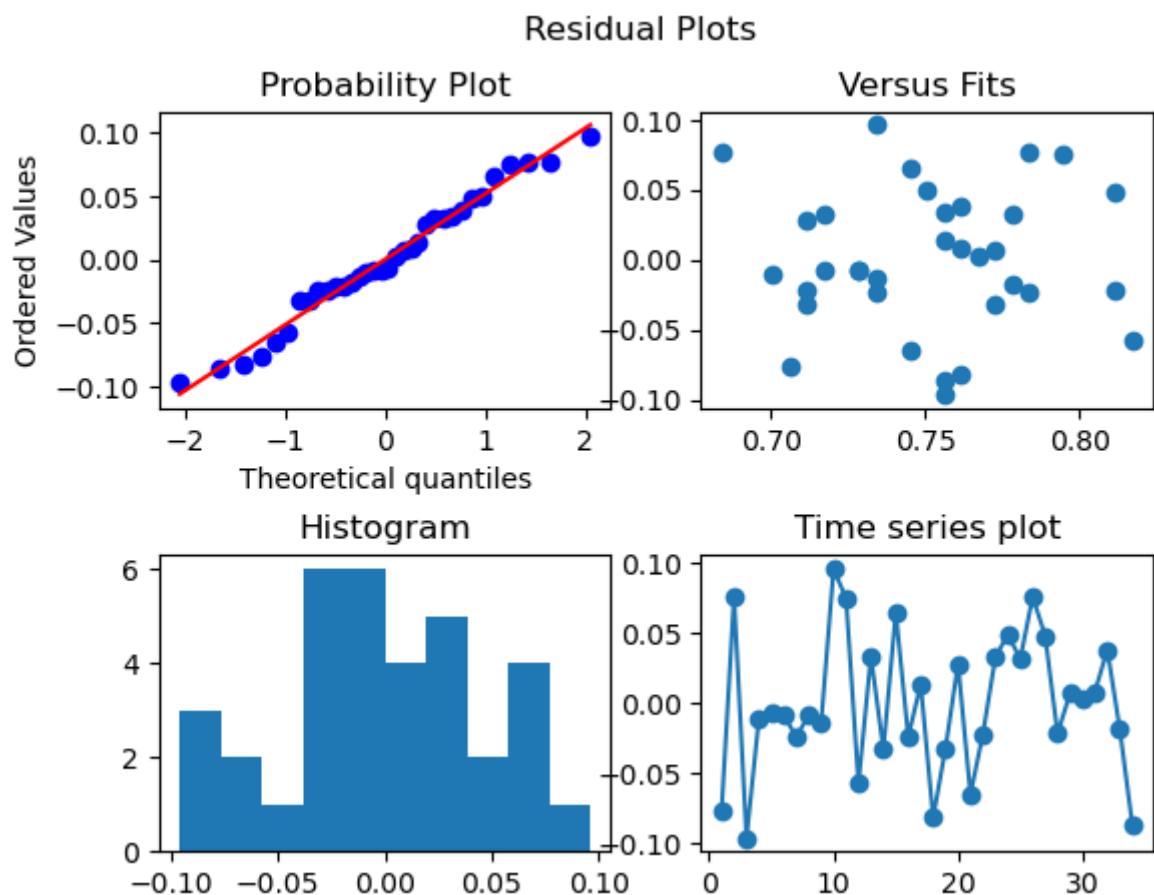 Residual Plots
Probability Plot
Versus Fits
Ordered Values
0.10
0.05
0.00
−0.05
−0.10
−2 −1 0 1 2
Theoretical quantiles
0.10
0.05
0.00
−0.05
−0.10
0.70 0.75 0.80
Histogram
Time series plot
6
4
2
0
−0.10 −0.05 0.00 0.05 0.10
0.10
0.05
0.00
−0.05
−0.10
0 10 20 30